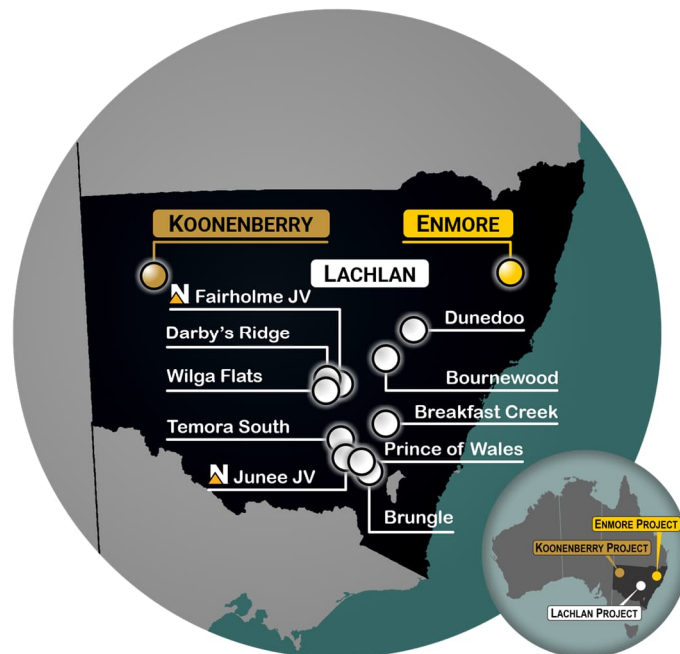 KOONENBERRY
ENMORE
LACHLAN
N Fairholme JV
Dunedoo
Darby's Ridge
Wilga Flats
Bournewood
Breakfast Creek
Temora South
Prince of Wales
N Junee JV
Brungle
ENMORE PROJECT
KOONENBERRY PROJECT
LACHLAN PROJECT